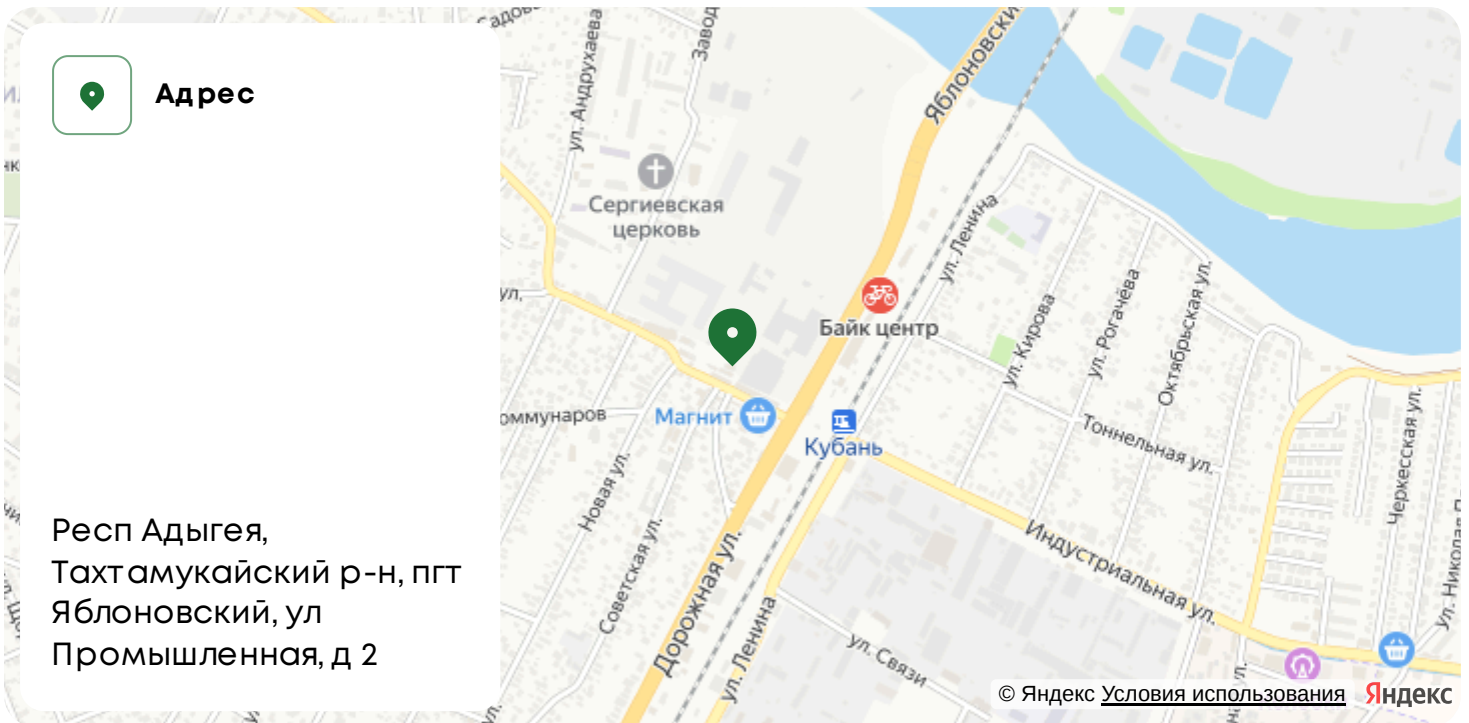 Адрес
Респ Адыгея,
Тахтамукайский р-н, пгт
Яблоновский, ул
Промышленная, д 2
ул. Андрухаева
Сергиевская
церковь
ул. Ленина
Байк центр
ул. Кирова
ул. Рогачёва
Октябрьская ул.
ул.
Магнит
Кубань
Тоннельная ул.
Черкесская ул.
Новая ул.
Советская ул.
Индустриальная ул.
Дорожная ул.
ул. Ленина
ул. Связи
© Яндекс Условия использования
Яндекс